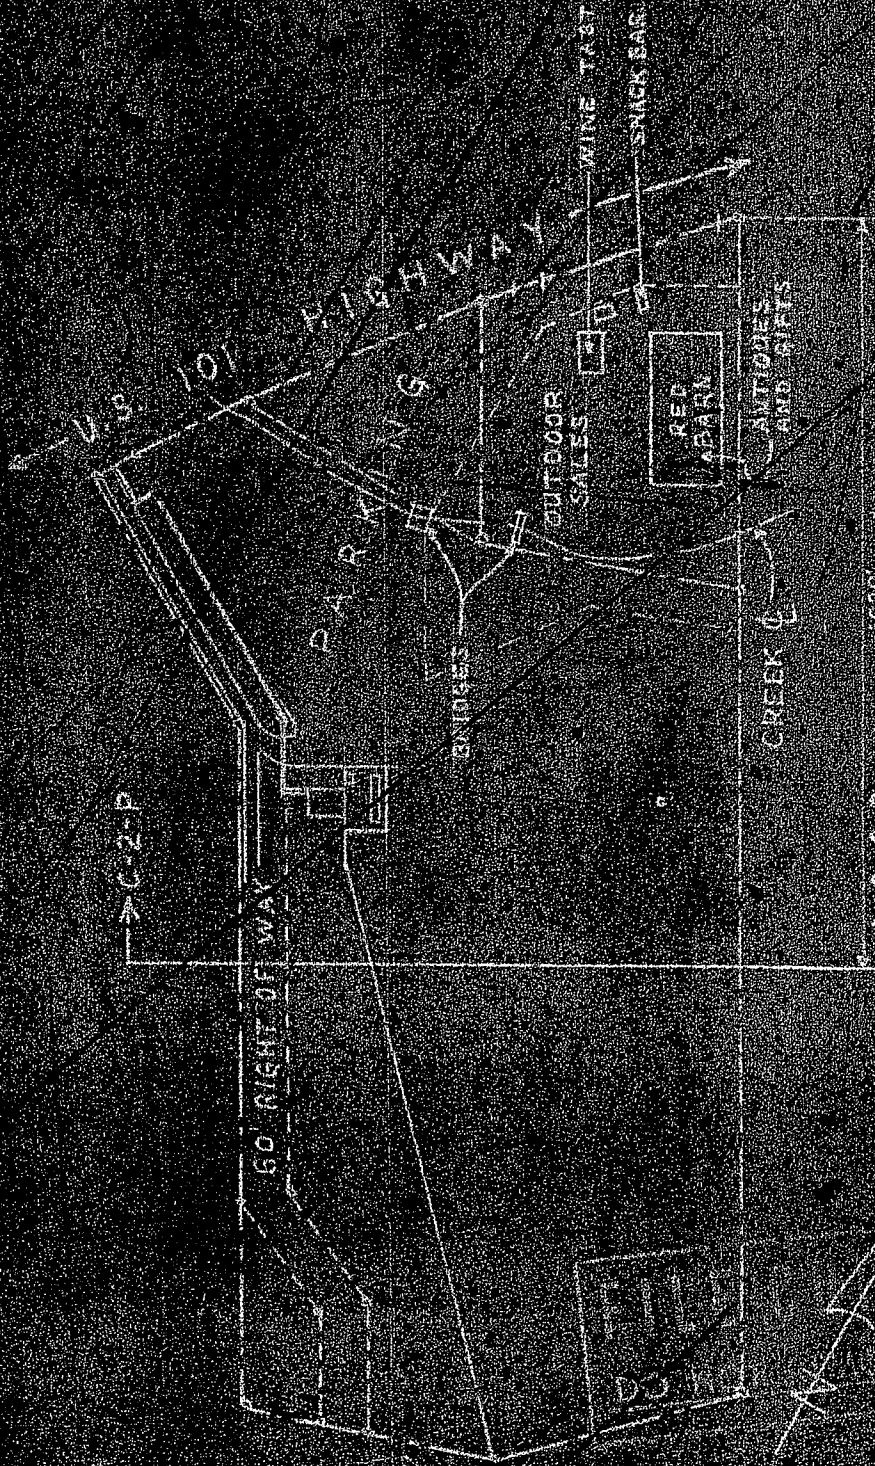 U.S. 101 HIGHWAY
WINE TAST
SNACK BAR
PARKING
OUTDOOR
SALES
RED
BARN
ANTIQUES
AND GIFTS
BRIDGES
CREEK ℄
C-2-P
60' RIGHT OF WAY
N